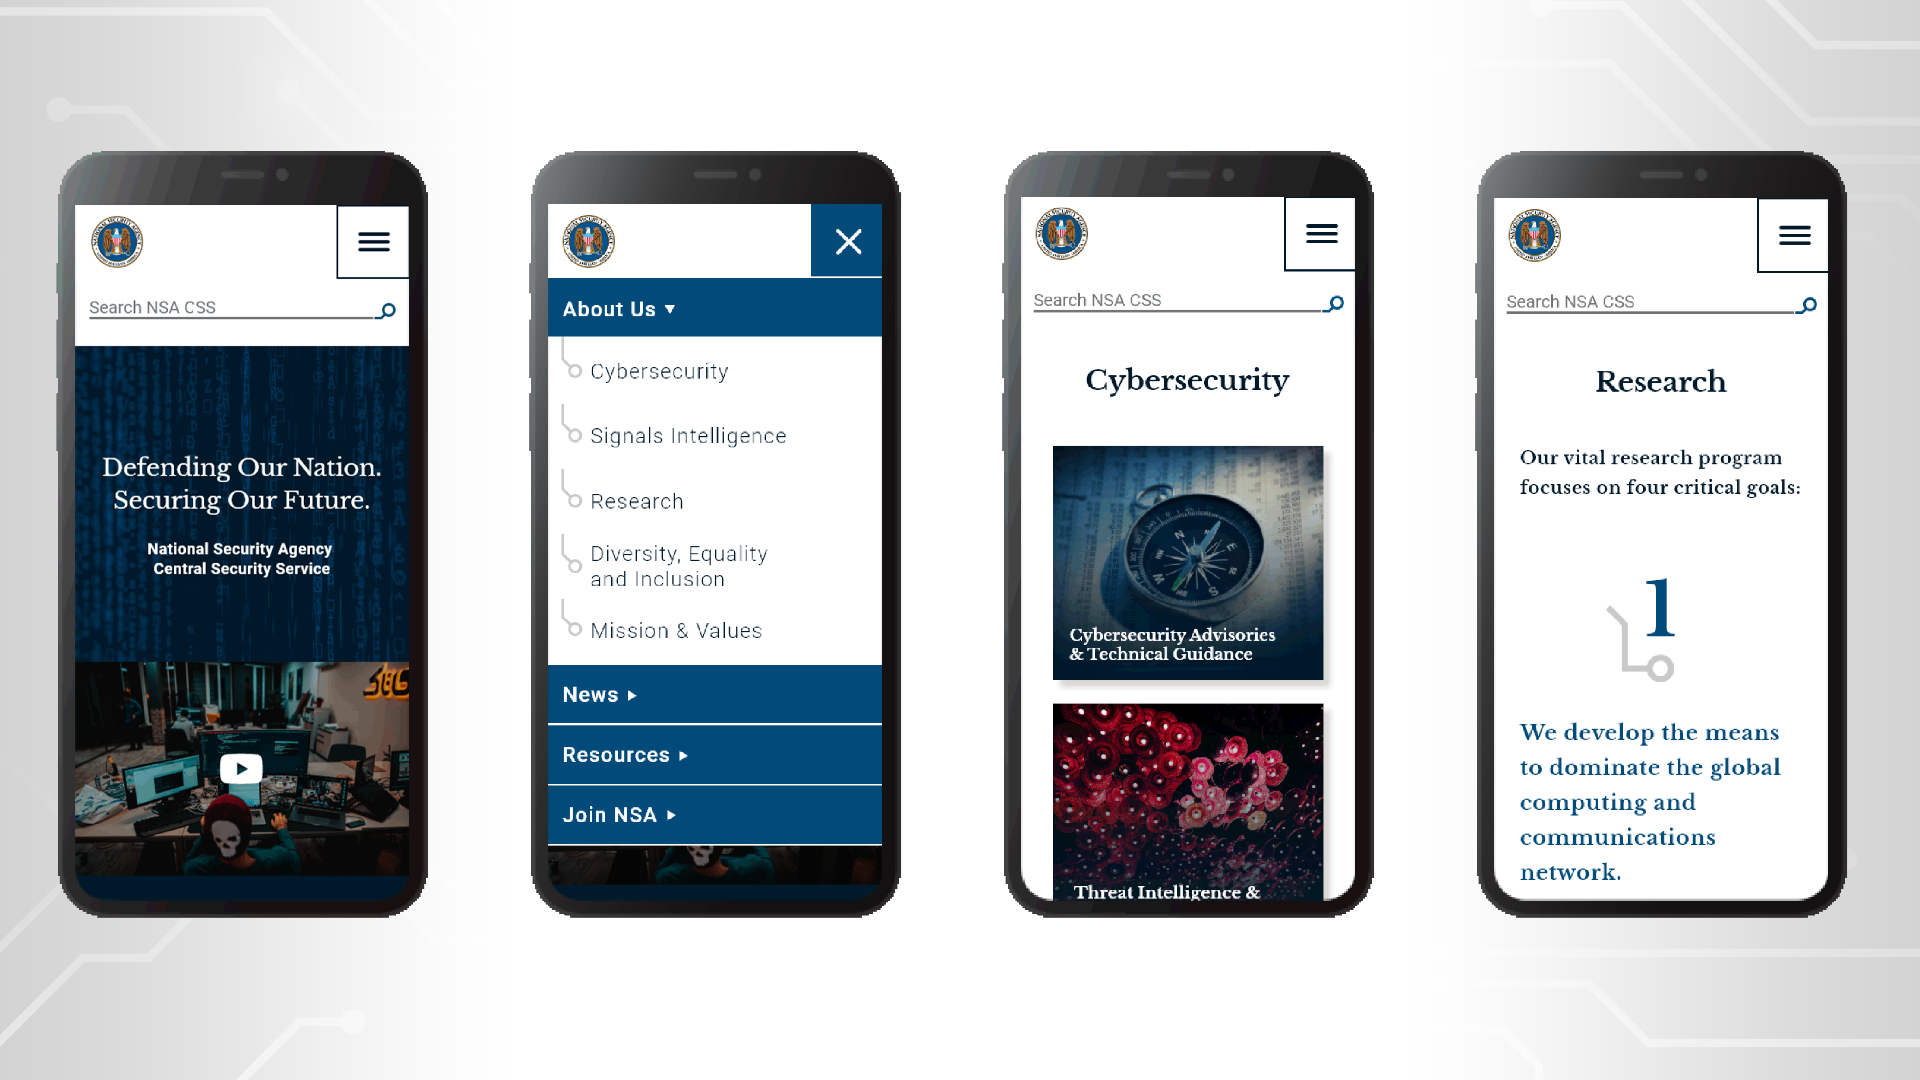 Search NSA CSS
Defending Our Nation.
Securing Our Future.
National Security Agency
Central Security Service
About Us
Cybersecurity
Signals Intelligence
Research
Diversity, Equality
and Inclusion
Mission & Values
News
Resources
Join NSA
Search NSA CSS
Cybersecurity
Cybersecurity Advisories
& Technical Guidance
Threat Intelligence &
Search NSA CSS
Research
Our vital research program
focuses on four critical goals:
1
We develop the means
to dominate the global
computing and
communications
network.